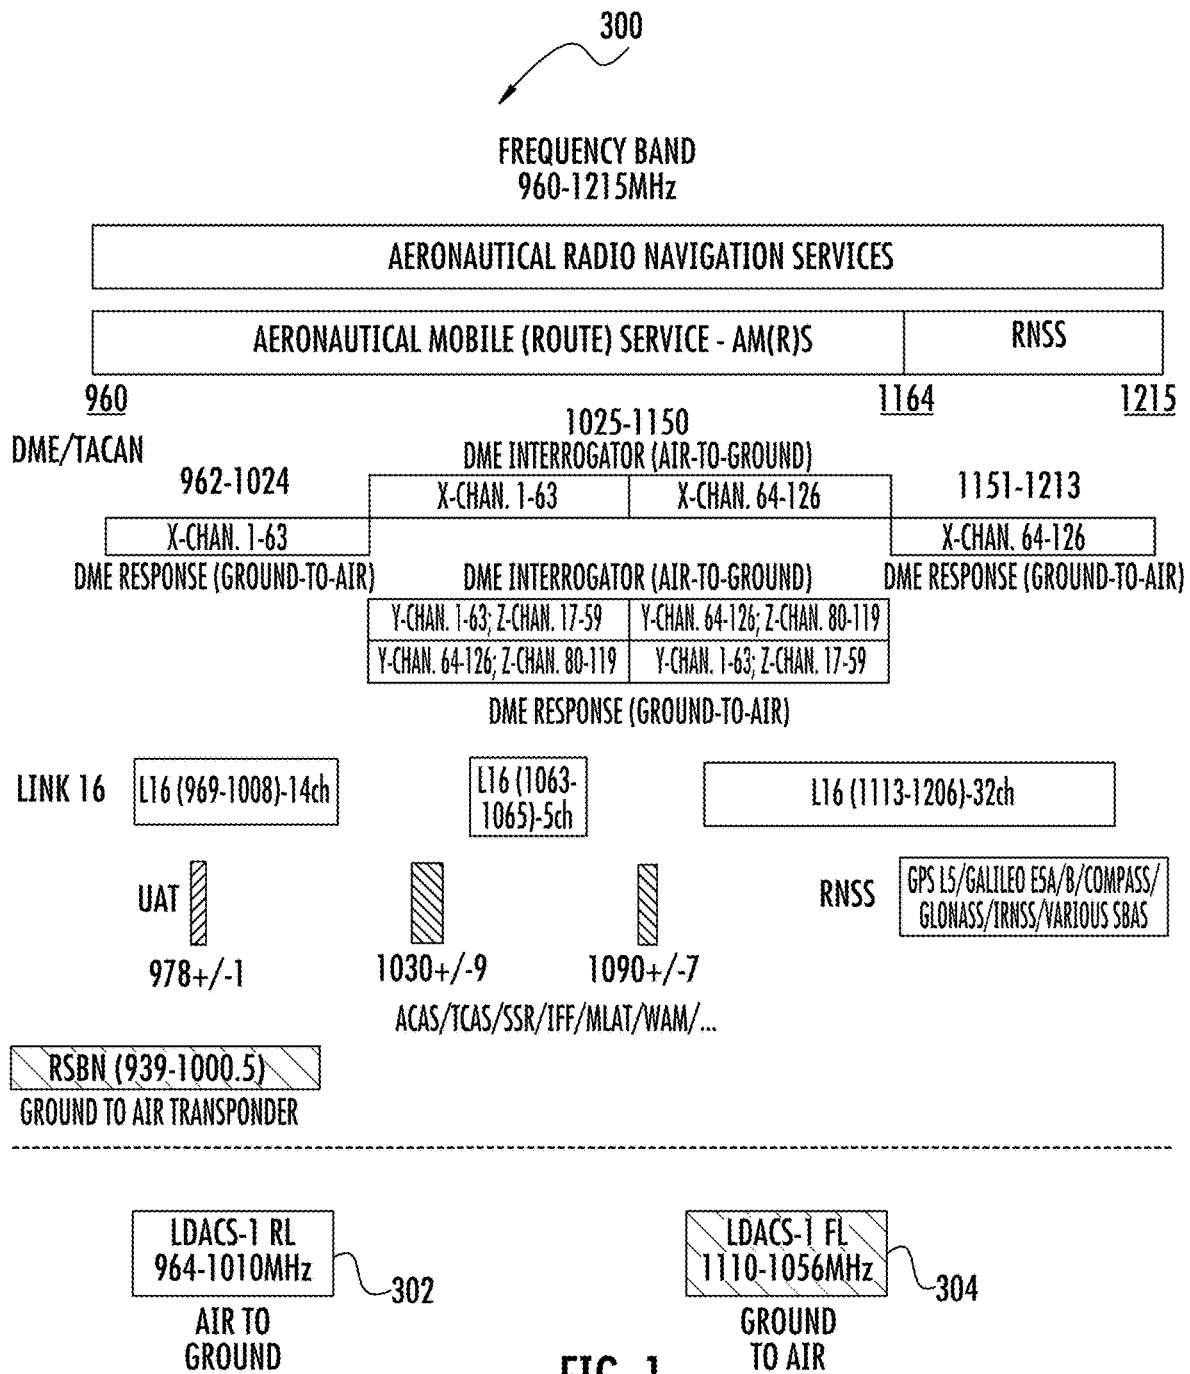 300
FREQUENCY BAND
960-1215MHz
AERONAUTICAL RADIO NAVIGATION SERVICES
AERONAUTICAL MOBILE (ROUTE) SERVICE - AM(R)S
RNSS
960
1164
1215
DME/TACAN
1025-1150
DME INTERROGATOR (AIR-TO-GROUND)
962-1024
X-CHAN. 1-63
X-CHAN. 64-126
1151-1213
X-CHAN. 1-63
X-CHAN. 64-126
DME RESPONSE (GROUND-TO-AIR)
DME INTERROGATOR (AIR-TO-GROUND)
DME RESPONSE (GROUND-TO-AIR)
Y-CHAN. 1-63; Z-CHAN. 17-59
Y-CHAN. 64-126; Z-CHAN. 80-119
Y-CHAN. 64-126; Z-CHAN. 80-119
Y-CHAN. 1-63; Z-CHAN. 17-59
DME RESPONSE (GROUND-TO-AIR)
LINK 16
L16 (969-1008)-14ch
L16 (1063-
1065)-5ch
L16 (1113-1206)-32ch
UAT
978+/-1
1030+/-9
1090+/-7
RNSS
GPS L5/GALILEO E5A/B/COMPASS/
GLONASS/IRNSS/VARIOUS SBAS
ACAS/TCAS/SSR/IFF/MLAT/WAM/...
RSBN (939-1000.5)
GROUND TO AIR TRANSPONDER
LDACS-1 RL
964-1010MHz
302
AIR TO
GROUND
LDACS-1 FL
1110-1056MHz
304
GROUND
TO AIR
FIG. 1